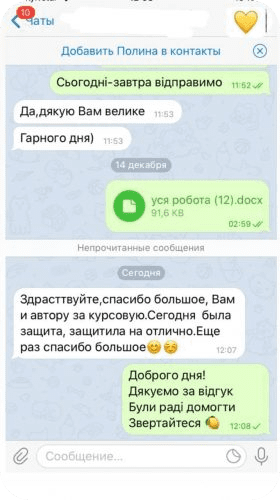 10
Чаты
Добавить Полина в контакты
Сьогодні-завтра відправимо 11:52
Да,дякую Вам велике 11:53
Гарного дня) 11:53
14 декабря
уся робота (12).docx
91,6 KB
02:59
Непрочитанные сообщения
Сегодня
Здрасттвуйте,спасибо большое, Вам
и автору за курсовую.Сегодня была
защита, защитила на отлично.Еще
раз спасибо большое😊☺️
12:07
Доброго дня!
Дякуємо за відгук
Були раді домогти
Звертайтеся 🍋 12:08
Сообщение...